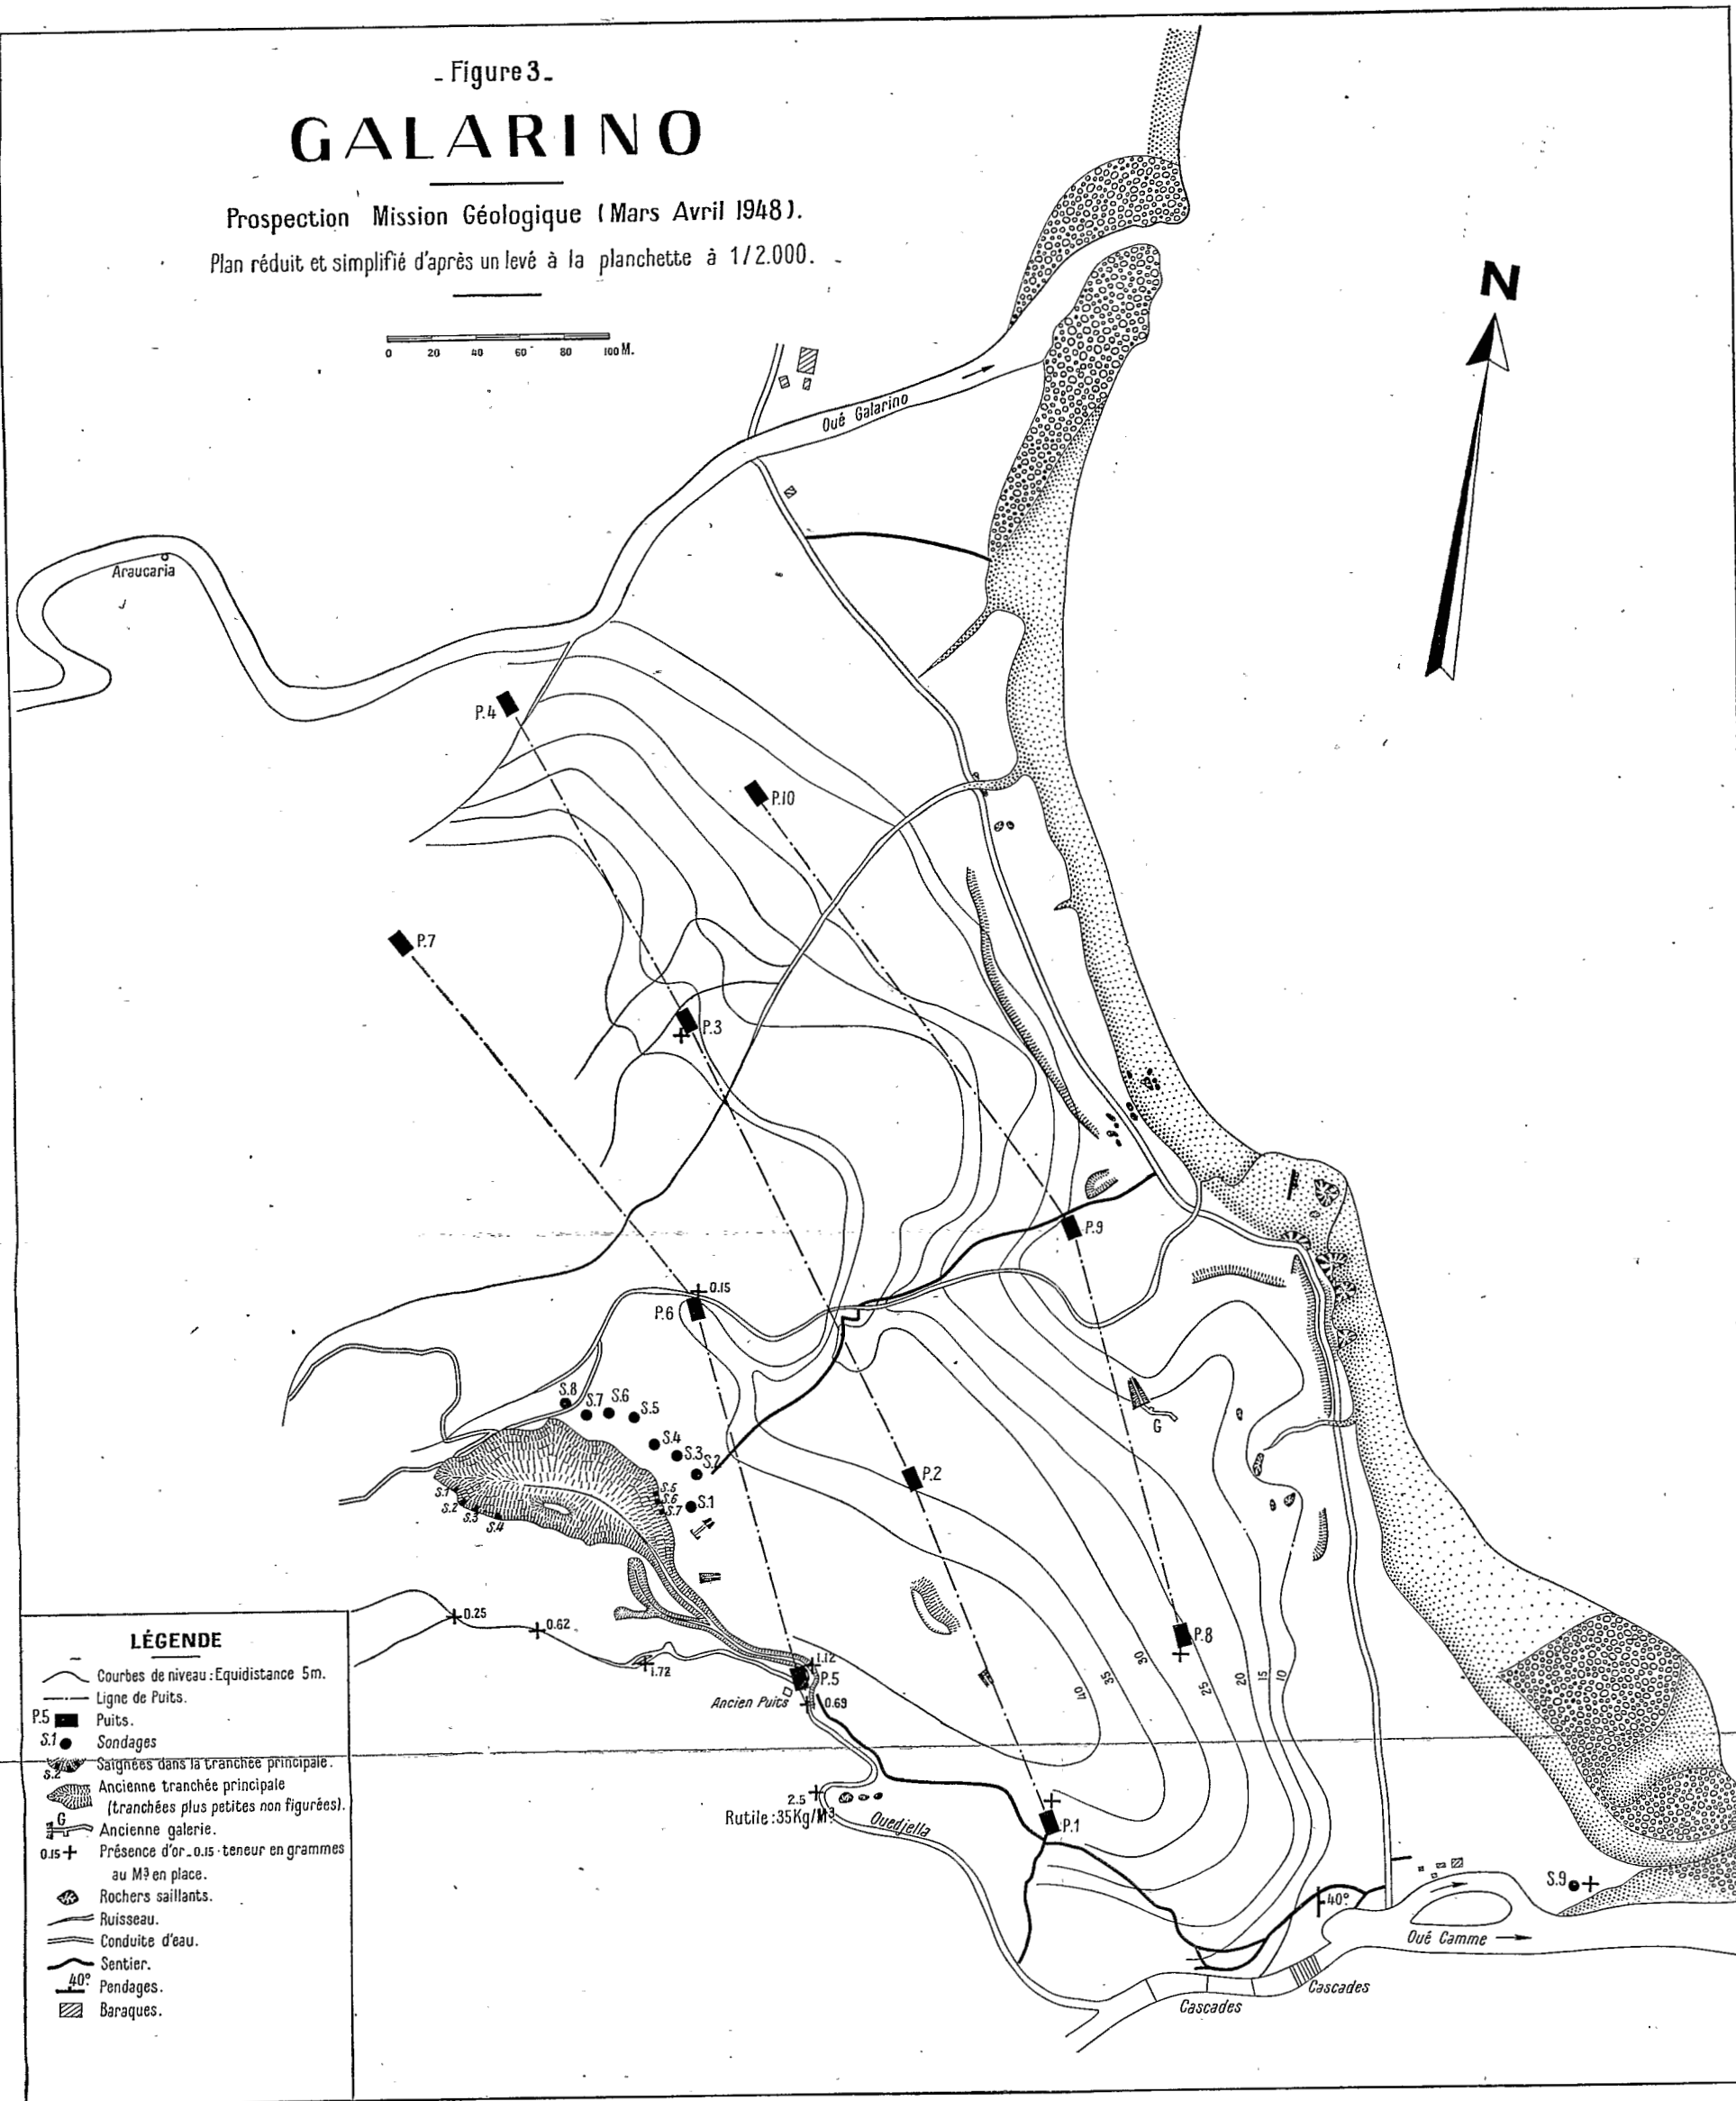 - Figure 3 -
GALARINO
Prospection Mission Géologique (Mars Avril 1948).
Plan réduit et simplifié d'après un levé à la planchette à 1/2.000.
0 20 40 60 80 100 M.
N
Oué Galarino
Araucaria
P.4
P.10
P.7
P.3
P.9
0.15
P.6
S.8
S.7
S.6
S.5
S.4
S.3
S.2
S.1
G
P.2
S.1
S.2
S.3
S.4
S.5
S.6
S.7
0.25
0.62
1.72
1.12
P.5
Ancien Puits
0.69
P.8
40
35
30
25
20
15
10
2.5
Rutile : 35Kg/M³
Ouedjella
P.1
40°
S.9
Oué Camme
Cascades
Cascades
LÉGENDE
Courbes de niveau : Equidistance 5m.
Ligne de Puits.
P.5 Puits.
S.1 Sondages
S.2 Saignées dans la tranchée principale.
Ancienne tranchée principale
(tranchées plus petites non figurées).
G Ancienne galerie.
0.15 Présence d'or_0.15 teneur en grammes
au M³ en place.
Rochers saillants.
Ruisseau.
Conduite d'eau.
Sentier.
40° Pendages.
Baraques.